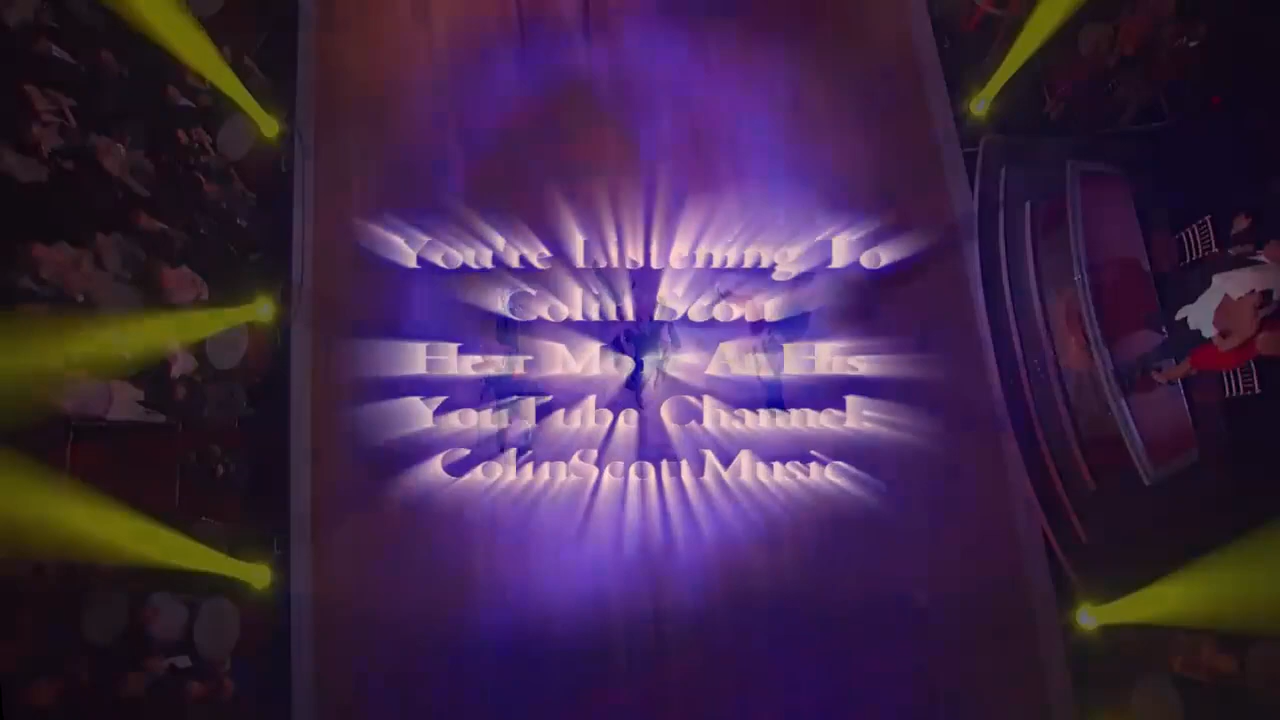 You're Listening To
Colin Scott
Hear More At His
YouTube Channel
ColinScottMusic